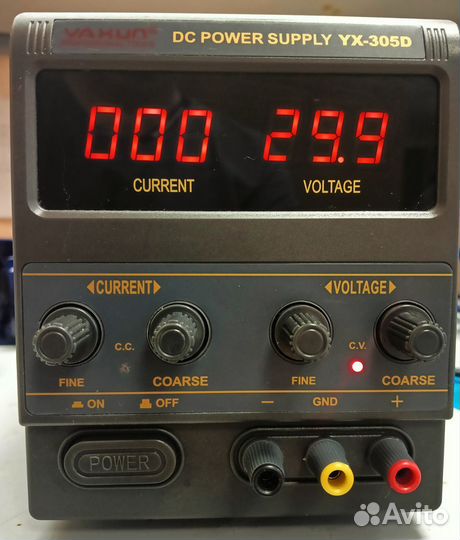 YAXUN DC POWER SUPPLY YX-305D
000 29.9
CURRENT VOLTAGE
◀CURRENT▶ ◀VOLTAGE▶
C.C. C.V.
FINE COARSE FINE COARSE
ON OFF − GND +
POWER
Avito